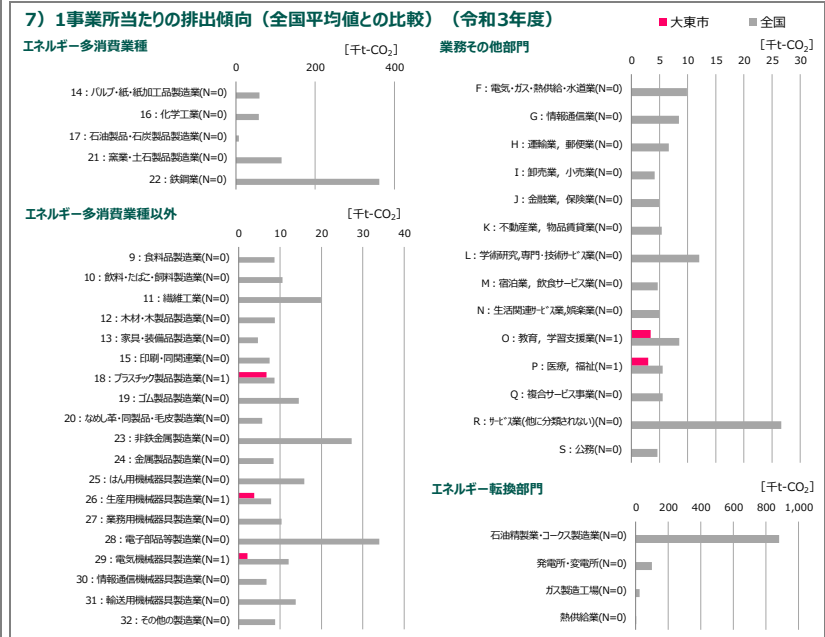 7）1事業所当たりの排出傾向（全国平均値との比較）（令和3年度）
■大東市 ■全国
エネルギー多消費業種
[千t-CO₂]
0 200 400
14：パルプ・紙・紙加工品製造業(N=0)
16：化学工業(N=0)
17：石油製品・石炭製品製造業(N=0)
21：窯業・土石製品製造業(N=0)
22：鉄鋼業(N=0)
エネルギー多消費業種以外
[千t-CO₂]
0 10 20 30 40
9：食料品製造業(N=0)
10：飲料・たばこ・飼料製造業(N=0)
11：繊維工業(N=0)
12：木材・木製品製造業(N=0)
13：家具・装備品製造業(N=0)
15：印刷・同関連業(N=0)
18：プラスチック製品製造業(N=1)
19：ゴム製品製造業(N=0)
20：なめし革・同製品・毛皮製造業(N=0)
23：非鉄金属製造業(N=0)
24：金属製品製造業(N=0)
25：はん用機械器具製造業(N=0)
26：生産用機械器具製造業(N=1)
27：業務用機械器具製造業(N=0)
28：電子部品等製造業(N=0)
29：電気機械器具製造業(N=1)
30：情報通信機械器具製造業(N=0)
31：輸送用機械器具製造業(N=0)
32：その他の製造業(N=0)
業務その他部門
[千t-CO₂]
0 5 10 15 20 25 30
F：電気・ガス・熱供給・水道業(N=0)
G：情報通信業(N=0)
H：運輸業，郵便業(N=0)
I：卸売業，小売業(N=0)
J：金融業，保険業(N=0)
K：不動産業，物品賃貸業(N=0)
L：学術研究,専門・技術ｻｰﾋﾞｽ業(N=0)
M：宿泊業，飲食サービス業(N=0)
N：生活関連ｻｰﾋﾞｽ業,娯楽業(N=0)
O：教育，学習支援業(N=1)
P：医療，福祉(N=1)
Q：複合サービス事業(N=0)
R：ｻｰﾋﾞｽ業(他に分類されない)(N=0)
S：公務(N=0)
エネルギー転換部門
[千t-CO₂]
0 200 400 600 800 1,000
石油精製業・コークス製造業(N=0)
発電所・変電所(N=0)
ガス製造工場(N=0)
熱供給業(N=0)